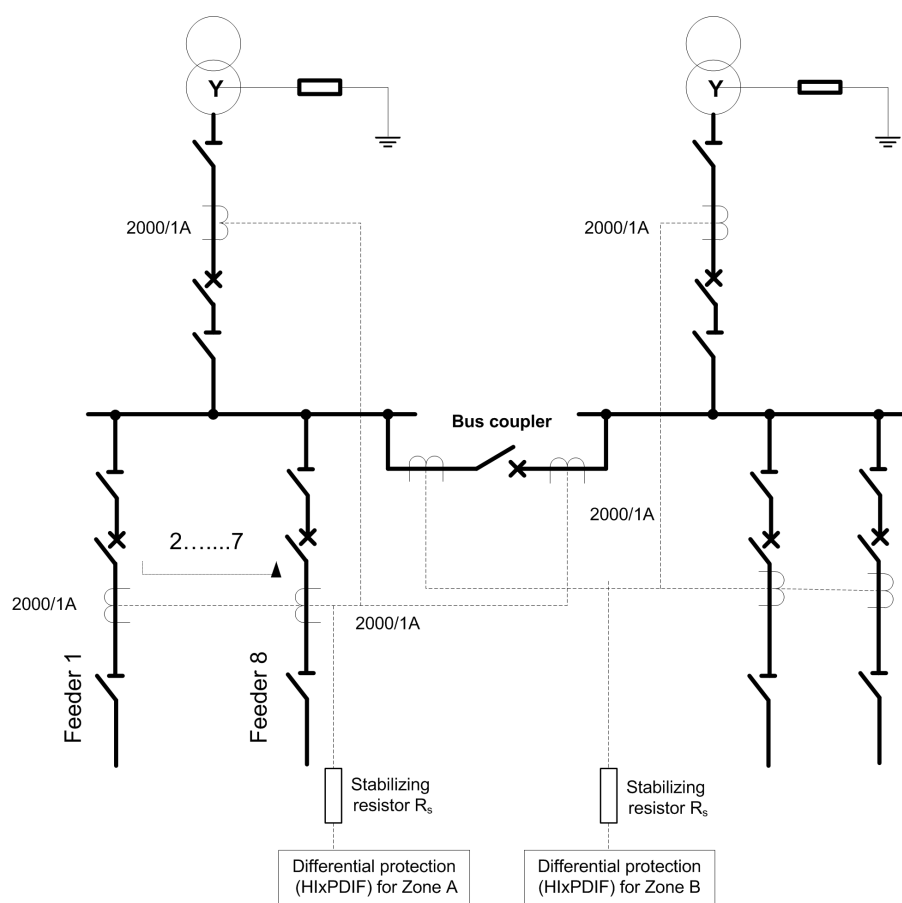 Y
Y
2000/1A
2000/1A
Bus coupler
2000/1A
2…....7
2000/1A
2000/1A
Feeder 1
Feeder 8
Stabilizing
resistor Rs
Stabilizing
resistor Rs
Differential protection
(HIxPDIF) for Zone A
Differential protection
(HIxPDIF) for Zone B